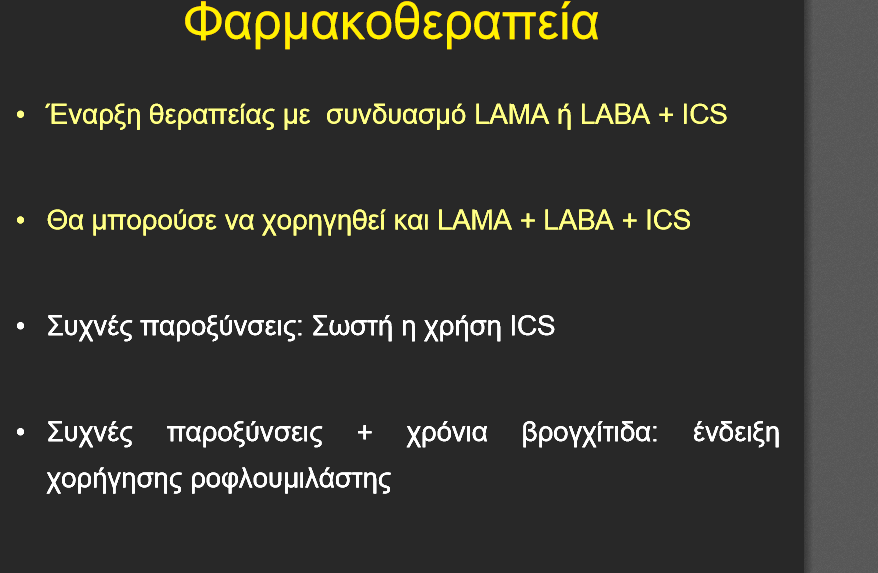 Φαρμακοθεραπεία
• Έναρξη θεραπείας με συνδυασμό LAMA ή LABA + ICS
• Θα μπορούσε να χορηγηθεί και LAMA + LABA + ICS
• Συχνές παροξύνσεις: Σωστή η χρήση ICS
• Συχνές παροξύνσεις + χρόνια βρογχίτιδα: ένδειξη
χορήγησης ροφλουμιλάστης